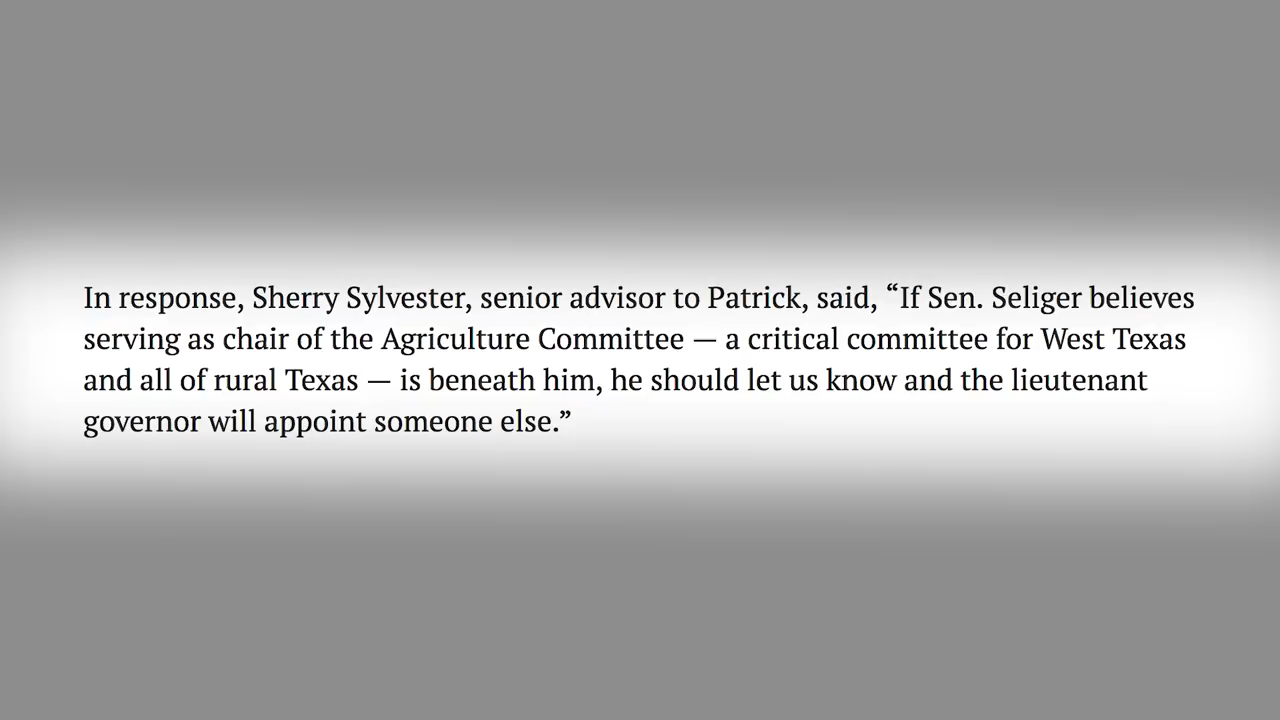 In response, Sherry Sylvester, senior advisor to Patrick, said, “If Sen. Seliger believes
serving as chair of the Agriculture Committee — a critical committee for West Texas
and all of rural Texas — is beneath him, he should let us know and the lieutenant
governor will appoint someone else.”